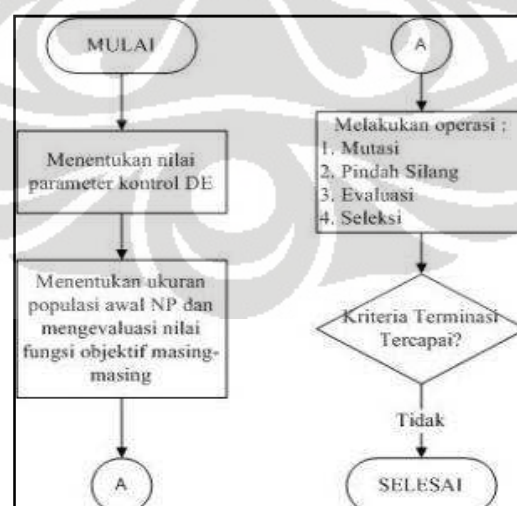 MULAI
Menentukan nilai
parameter kontrol DE
Menentukan ukuran
populasi awal NP dan
mengevaluasi nilai
fungsi objektif masing-
masing
A
A
Melakukan operasi :
1. Mutasi
2. Pindah Silang
3. Evaluasi
4. Seleksi
Kriteria Terminasi
Tercapai?
Tidak
SELESAI